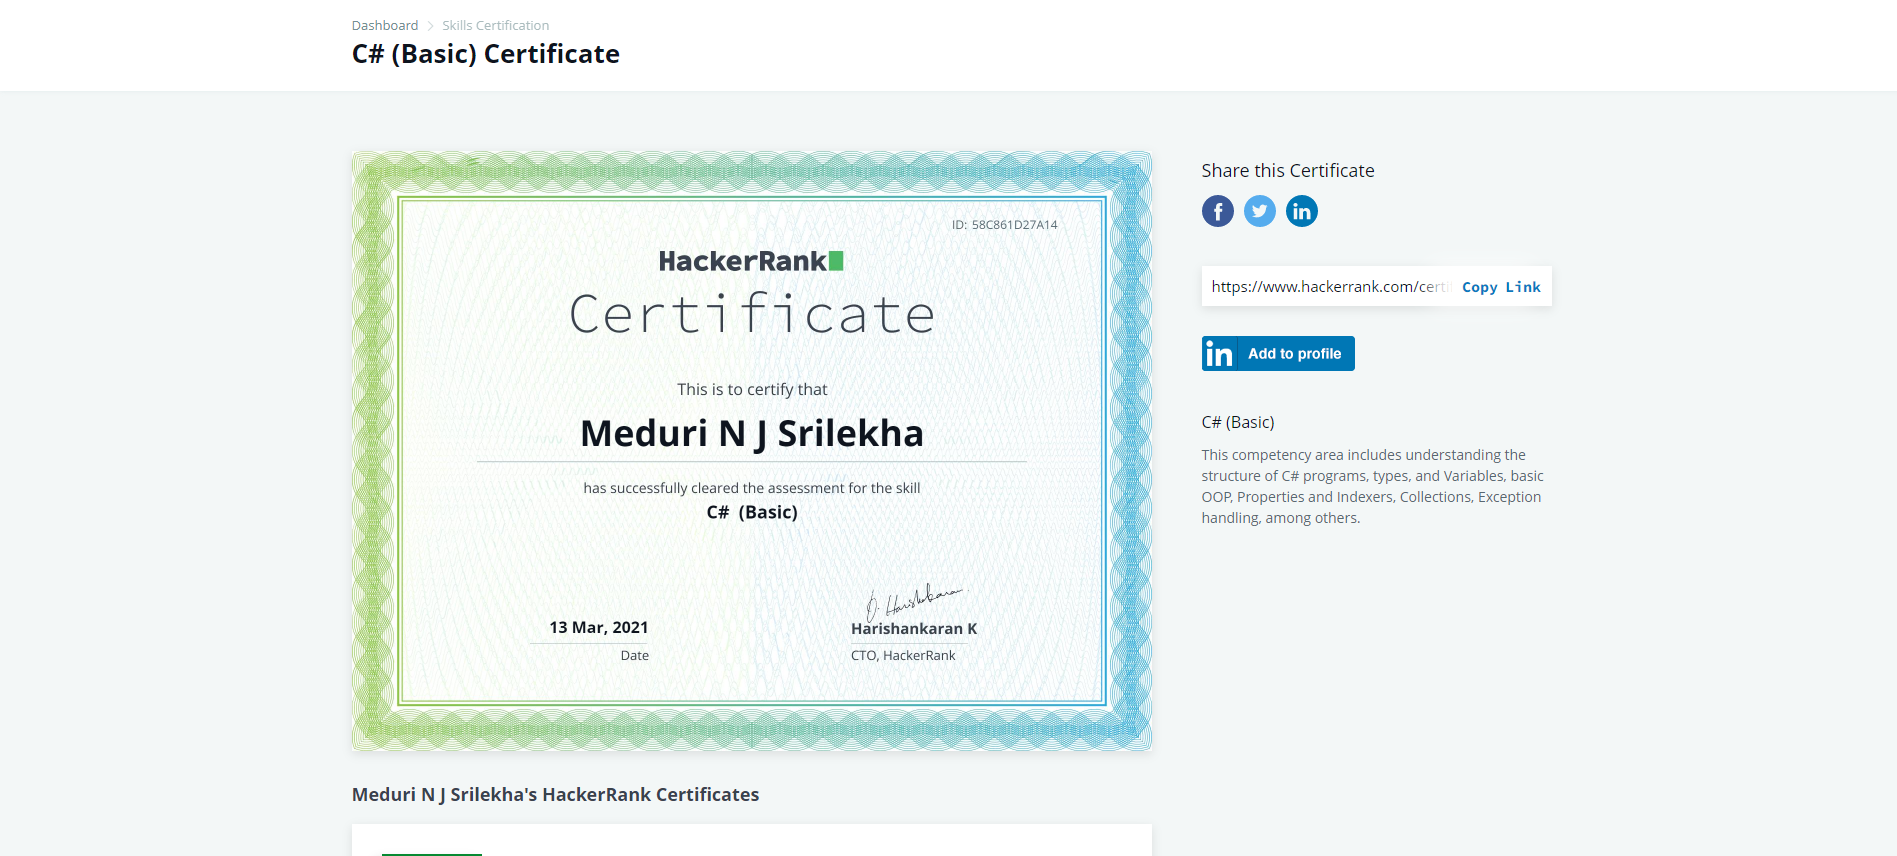 Dashboard > Skills Certification
C# (Basic) Certificate
ID: 58C861D27A14
HackerRank
Certificate
This is to certify that
Meduri N J Srilekha
has successfully cleared the assessment for the skill
C# (Basic)
13 Mar, 2021
Date
Harishankaran K
CTO, HackerRank
Share this Certificate
https://www.hackerrank.com/certi Copy Link
in Add to profile
C# (Basic)
This competency area includes understanding the
structure of C# programs, types, and Variables, basic
OOP, Properties and Indexers, Collections, Exception
handling, among others.
Meduri N J Srilekha's HackerRank Certificates